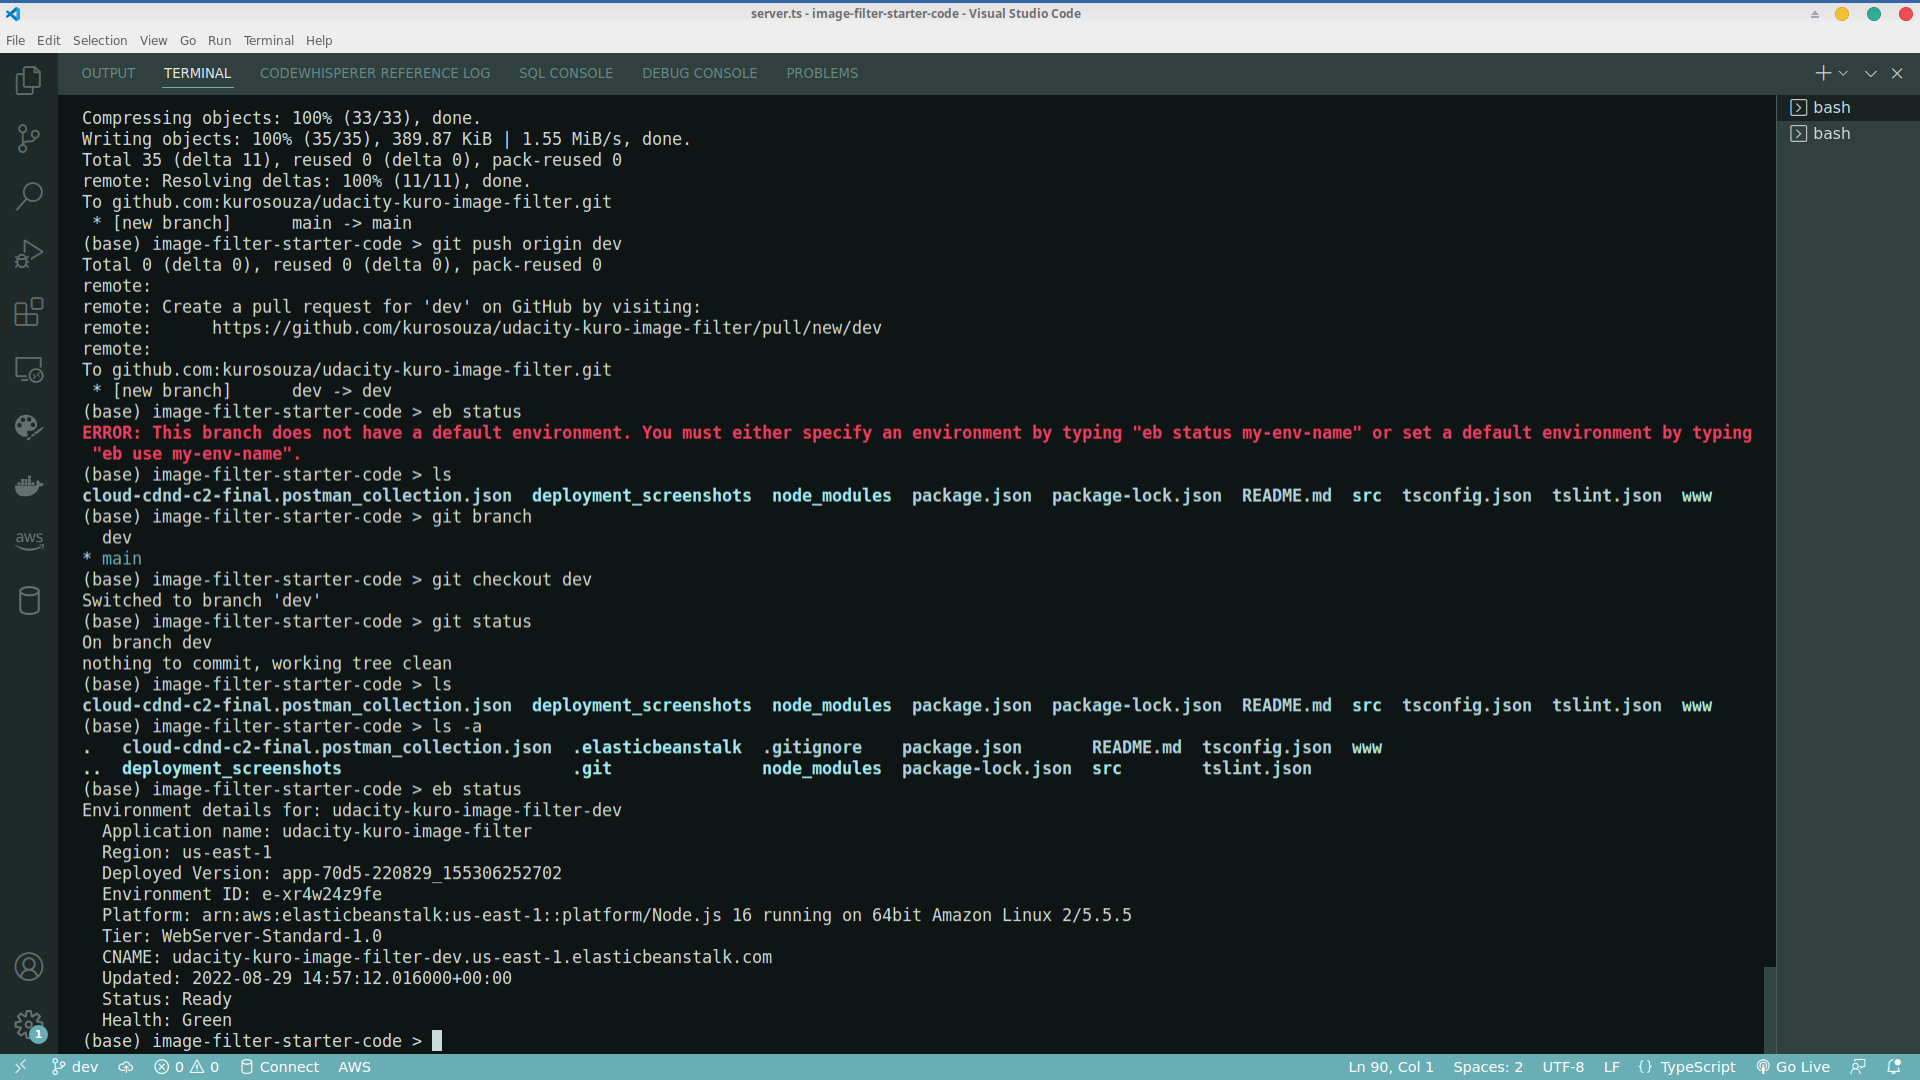 server.ts - image-filter-starter-code - Visual Studio Code
File Edit Selection View Go Run Terminal Help
OUTPUT TERMINAL CODEWHISPERER REFERENCE LOG SQL CONSOLE DEBUG CONSOLE PROBLEMS
bash
bash
Compressing objects: 100% (33/33), done.
Writing objects: 100% (35/35), 389.87 KiB | 1.55 MiB/s, done.
Total 35 (delta 11), reused 0 (delta 0), pack-reused 0
remote: Resolving deltas: 100% (11/11), done.
To github.com:kurosouza/udacity-kuro-image-filter.git
 * [new branch]      main -> main
(base) image-filter-starter-code > git push origin dev
Total 0 (delta 0), reused 0 (delta 0), pack-reused 0
remote:
remote: Create a pull request for 'dev' on GitHub by visiting:
remote:      https://github.com/kurosouza/udacity-kuro-image-filter/pull/new/dev
remote:
To github.com:kurosouza/udacity-kuro-image-filter.git
 * [new branch]      dev -> dev
(base) image-filter-starter-code > eb status
ERROR: This branch does not have a default environment. You must either specify an environment by typing "eb status my-env-name" or set a default environment by typing
 "eb use my-env-name".
(base) image-filter-starter-code > ls
cloud-cdnd-c2-final.postman_collection.json  deployment_screenshots  node_modules  package.json  package-lock.json  README.md  src  tsconfig.json  tslint.json  www
(base) image-filter-starter-code > git branch
  dev
* main
(base) image-filter-starter-code > git checkout dev
Switched to branch 'dev'
(base) image-filter-starter-code > git status
On branch dev
nothing to commit, working tree clean
(base) image-filter-starter-code > ls
cloud-cdnd-c2-final.postman_collection.json  deployment_screenshots  node_modules  package.json  package-lock.json  README.md  src  tsconfig.json  tslint.json  www
(base) image-filter-starter-code > ls -a
.   cloud-cdnd-c2-final.postman_collection.json  .elasticbeanstalk  .gitignore    package.json       README.md  tsconfig.json  www
..  deployment_screenshots                       .git               node_modules  package-lock.json  src        tslint.json
(base) image-filter-starter-code > eb status
Environment details for: udacity-kuro-image-filter-dev
  Application name: udacity-kuro-image-filter
  Region: us-east-1
  Deployed Version: app-70d5-220829_155306252702
  Environment ID: e-xr4w24z9fe
  Platform: arn:aws:elasticbeanstalk:us-east-1::platform/Node.js 16 running on 64bit Amazon Linux 2/5.5.5
  Tier: WebServer-Standard-1.0
  CNAME: udacity-kuro-image-filter-dev.us-east-1.elasticbeanstalk.com
  Updated: 2022-08-29 14:57:12.016000+00:00
  Status: Ready
  Health: Green
(base) image-filter-starter-code >
aws
1
dev 0 0 Connect AWS Ln 90, Col 1 Spaces: 2 UTF-8 LF {} TypeScript Go Live